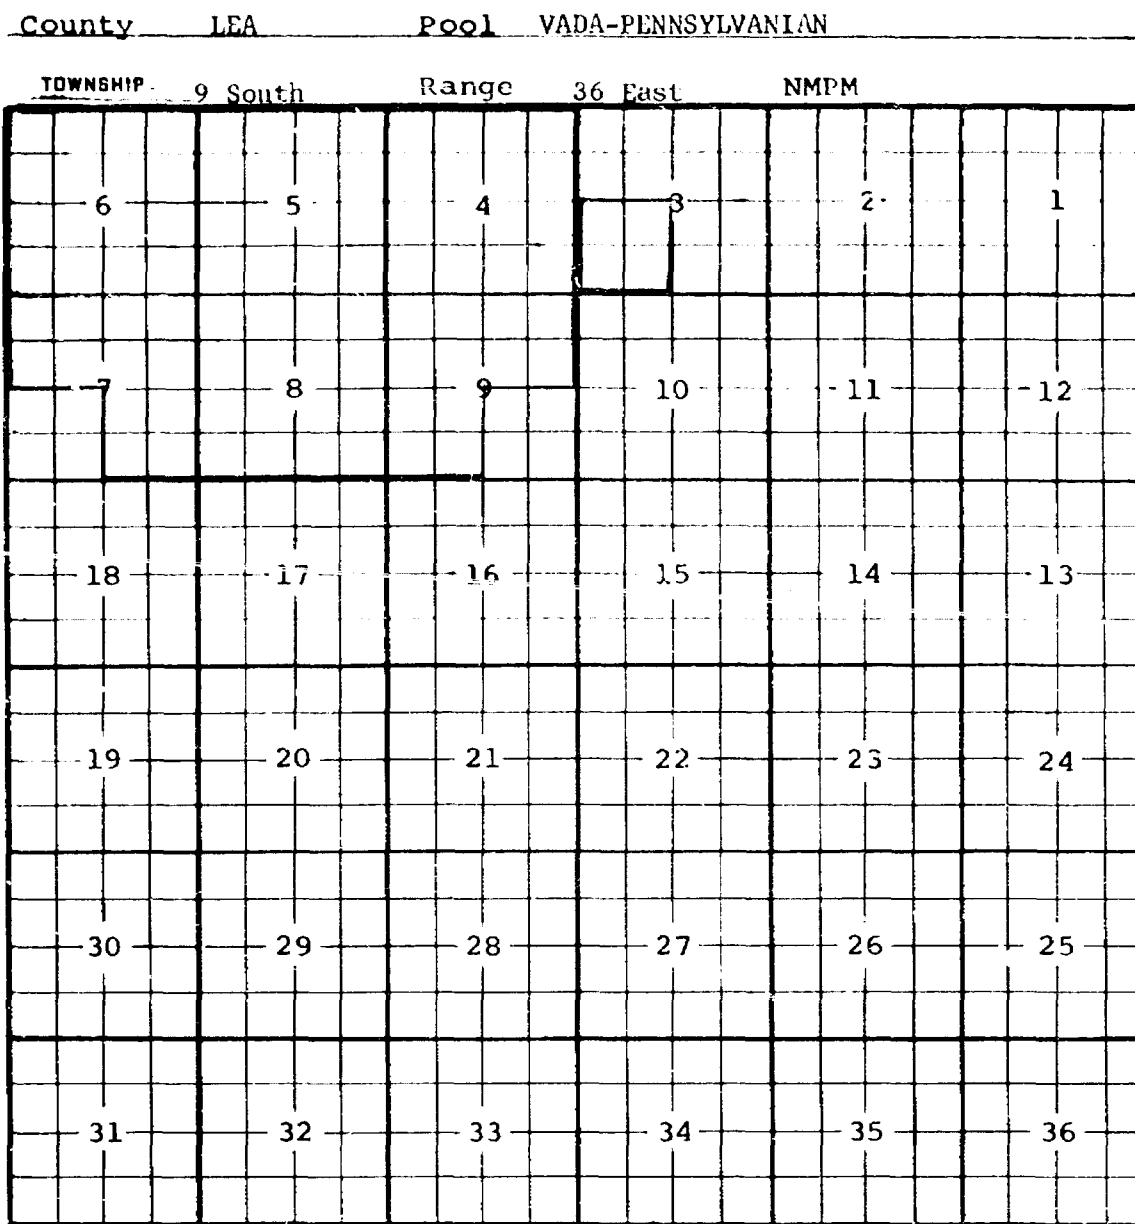 County LEA Pool VADA-PENNSYLVANIAN
TOWNSHIP 9 South Range 36 East NMPM
6 5 4 3 2 1
7 8 9 10 11 12
18 17 16 15 14 13
19 20 21 22 23 24
30 29 28 27 26 25
31 32 33 34 35 36